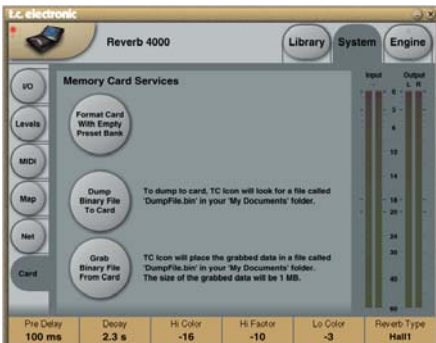 t.c. electronic
Reverb 4000
Library
System
Engine
I/O
Levels
MIDI
Map
Net
Card
Memory Card Services
Format Card
With Empty
Preset Bank
Dump
Binary File
To Card
To dump to card, TC Icon will look for a file called
'DumpFile.bin' in your 'My Documents' folder.
Grab
Binary File
From Card
TC Icon will place the grabbed data in a file called
'DumpFile.bin' in your 'My Documents' folder.
The size of the grabbed data will be 1 MB.
Input
Output
L R
Pre Delay
100 ms
Decay
2.3 s
Hi Color
-16
Hi Factor
-10
Lo Color
-3
Reverb Type
Hall1